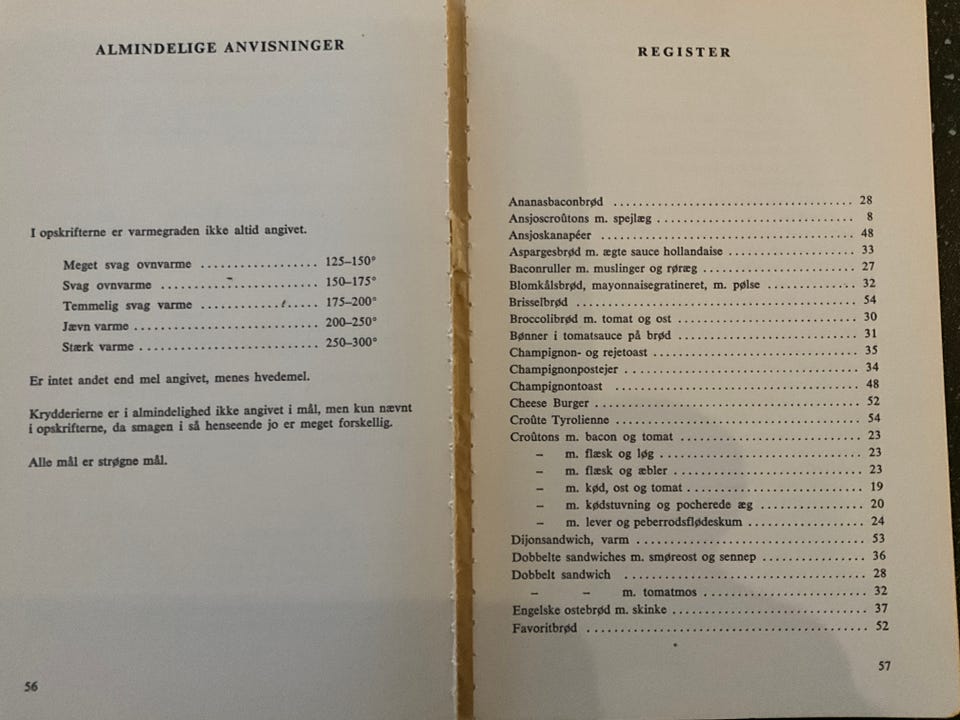 ALMINDELIGE ANVISNINGER
I opskrifterne er varmegraden ikke altid angivet.
Meget svag ovnvarme .................. 125–150°
Svag ovnvarme ........................ 150–175°
Temmelig svag varme .................. 175–200°
Jævn varme ........................... 200–250°
Stærk varme .......................... 250–300°
Er intet andet end mel angivet, menes hvedemel.
Krydderierne er i almindelighed ikke angivet i mål, men kun nævnt
i opskrifterne, da smagen i så henseende jo er meget forskellig.
Alle mål er strøgne mål.
56
REGISTER
Ananasbaconbrød .................................... 28
Ansjoscroûtons m. spejlæg .............................. 8
Ansjoskanapéer ...................................... 48
Aspargesbrød m. ægte sauce hollandaise ................... 33
Baconruller m. muslinger og røræg ....................... 27
Blomkålsbrød, mayonnaisegratineret, m. pølse .............. 32
Brisselbrød .......................................... 54
Broccolibrød m. tomat og ost ........................... 30
Bønner i tomatsauce på brød ........................... 31
Champignon- og rejetoast .............................. 35
Champignonpostejer ................................... 34
Champignontoast ..................................... 48
Cheese Burger ........................................ 52
Croûte Tyrolienne .................................... 54
Croûtons m. bacon og tomat ........................... 23
– m. flæsk og løg .............................. 23
– m. flæsk og æbler ............................ 23
– m. kød, ost og tomat .......................... 19
– m. kødstuvning og pocherede æg ............... 20
– m. lever og peberrodsflødeskum ................. 24
Dijonsandwich, varm .................................. 53
Dobbelte sandwiches m. smøreost og sennep ............... 36
Dobbelt sandwich .................................... 28
– – m. tomatmos ........................ 32
Engelske ostebrød m. skinke ............................ 37
Favoritbrød .......................................... 52
57